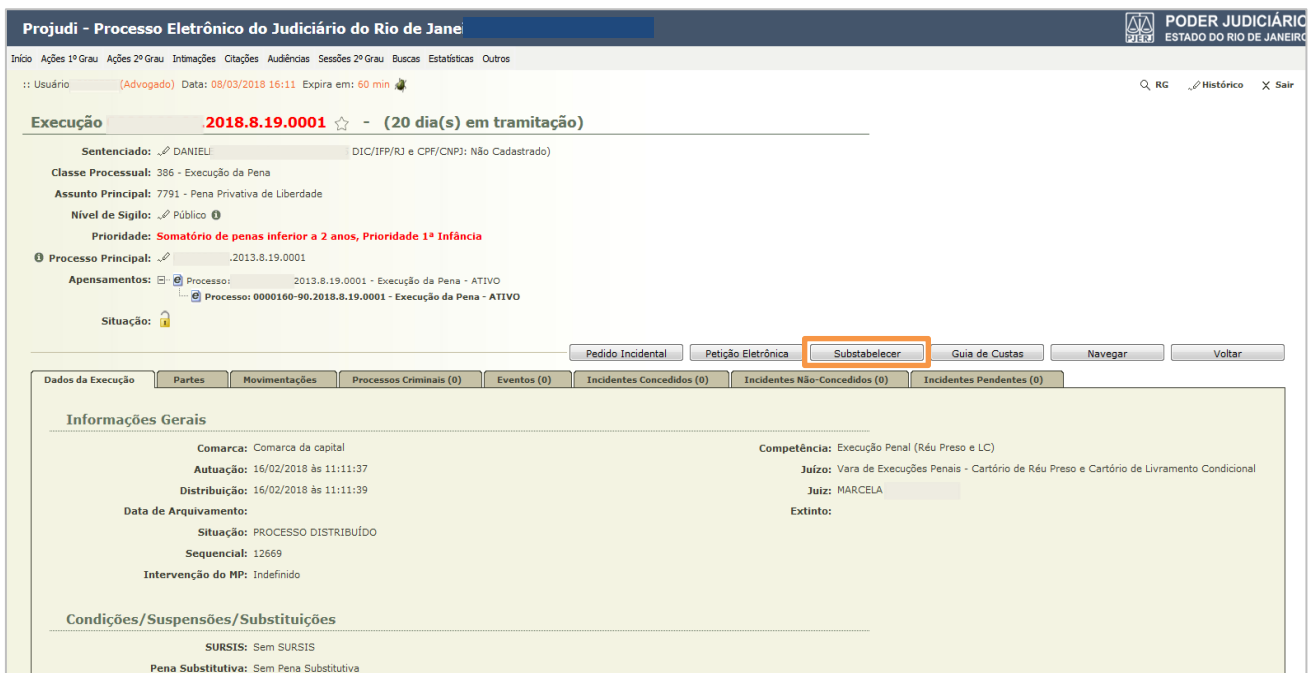 Projudi - Processo Eletrônico do Judiciário do Rio de Janei
PODER JUDICIÁRIO
ESTADO DO RIO DE JANEIRO
PJERJ
Início Ações 1º Grau Ações 2º Grau Intimações Citações Audiências Sessões 2º Grau Buscas Estatísticas Outros
:: Usuário (Advogado) Data: 08/03/2018 16:11 Expira em: 60 min
RG Histórico X Sair
Execução .2018.8.19.0001 - (20 dia(s) em tramitação)
Sentenciado: DANIEL DIC/IFP/RJ e CPF/CNPJ: Não Cadastrado)
Classe Processual: 386 - Execução da Pena
Assunto Principal: 7791 - Pena Privativa de Liberdade
Nível de Sigilo: Público
Prioridade: Somatório de penas inferior a 2 anos, Prioridade 1ª Infância
Processo Principal: .2013.8.19.0001
Apensamentos: Processo: 2013.8.19.0001 - Execução da Pena - ATIVO
Processo: 0000160-90.2018.8.19.0001 - Execução da Pena - ATIVO
Situação:
Pedido Incidental Petição Eletrônica Substabelecer Guia de Custas Navegar Voltar
Dados da Execução Partes Movimentações Processos Criminais (0) Eventos (0) Incidentes Concedidos (0) Incidentes Não-Concedidos (0) Incidentes Pendentes (0)
Informações Gerais
Comarca: Comarca da capital Competência: Execução Penal (Réu Preso e LC)
Autuação: 16/02/2018 às 11:11:37 Juízo: Vara de Execuções Penais - Cartório de Réu Preso e Cartório de Livramento Condicional
Distribuição: 16/02/2018 às 11:11:39 Juiz: MARCELA
Data de Arquivamento: Extinto:
Situação: PROCESSO DISTRIBUÍDO
Sequencial: 12669
Intervenção do MP: Indefinido
Condições/Suspensões/Substituições
SURSIS: Sem SURSIS
Pena Substitutiva: Sem Pena Substitutiva